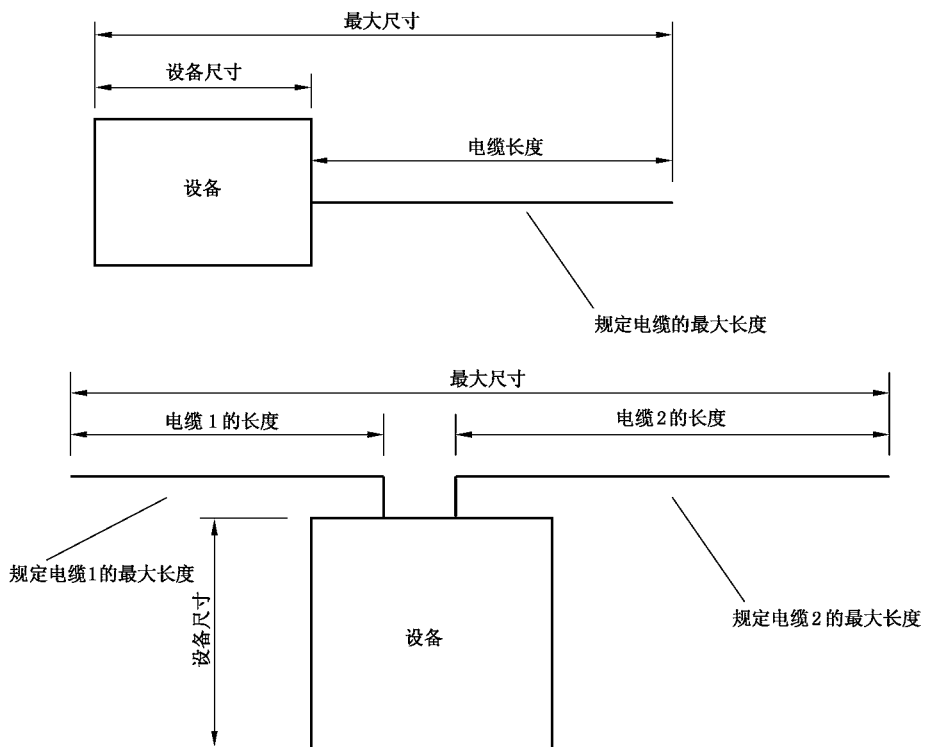 最大尺寸
设备尺寸
电缆长度
设备
规定电缆的最大长度
最大尺寸
电缆1的长度
电缆2的长度
规定电缆1的最大长度
设备尺寸
设备
规定电缆2的最大长度